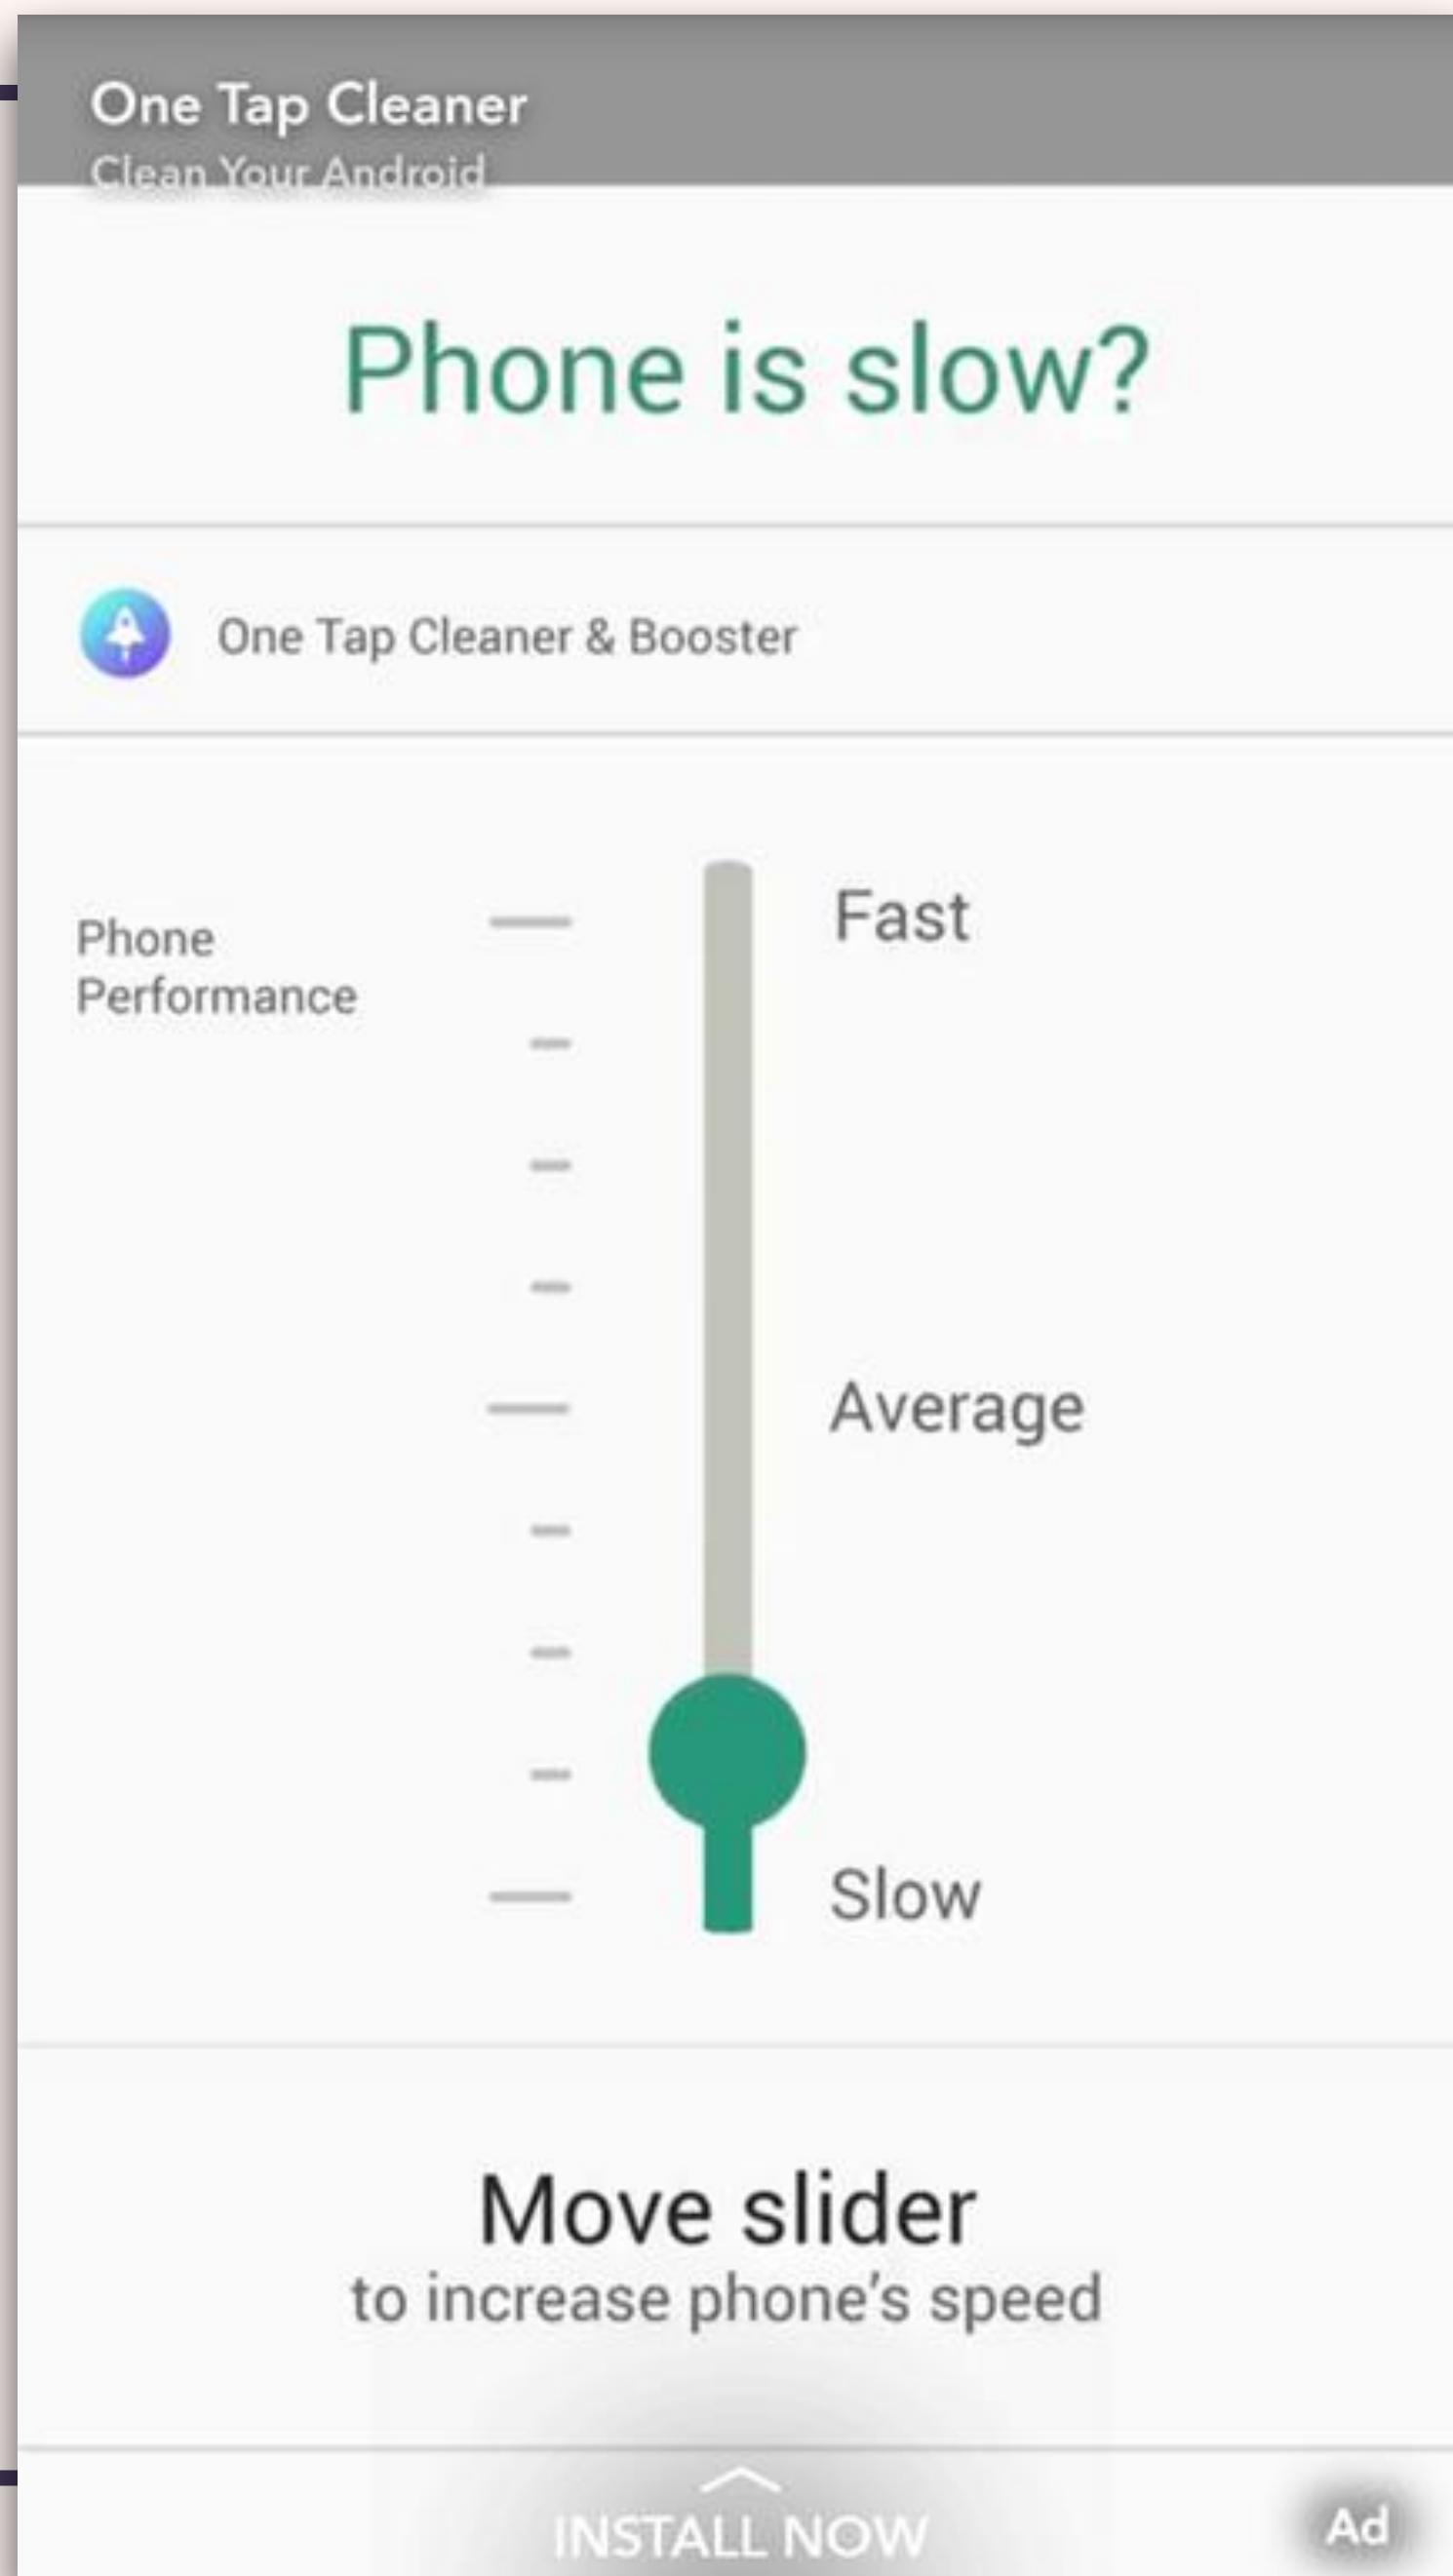 One Tap Cleaner
Clean Your Android
Phone is slow?
One Tap Cleaner & Booster
Phone
Performance
Fast
Average
Slow
Move slider
to increase phone's speed
INSTALL NOW
Ad